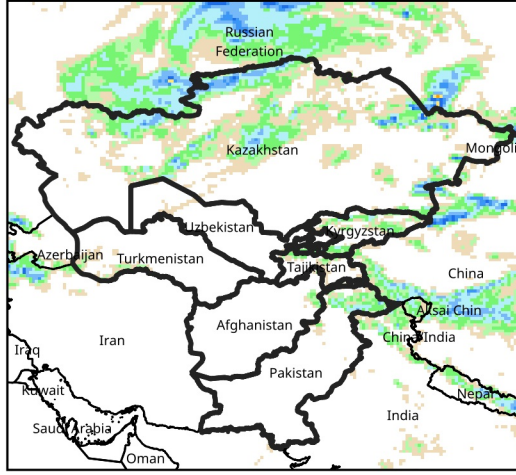 Russian
Federation
Kazakhstan
Mongoli
Uzbekistan
Kyrgyzstan
Azerbaijan
Turkmenistan
Tajikistan
China
Aksai Chin
Afghanistan
China/India
Iran
Iraq
Pakistan
Kuwait
Nepal
India
Saudi Arabia
Oman